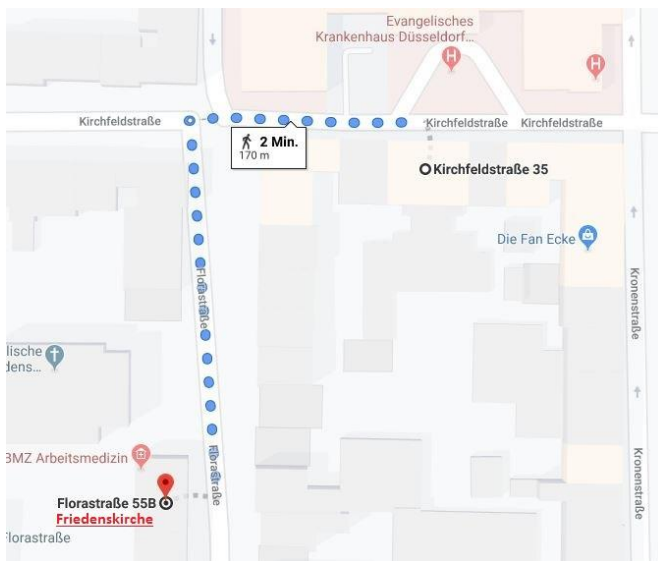 Evangelisches
Krankenhaus Düsseldorf...
H
H
Kirchfeldstraße
Kirchfeldstraße
Kirchfeldstraße
2 Min.
170 m
Kirchfeldstraße 35
Die Fan Ecke
Florastraße
Kronenstraße
lische
dens...
BMZ Arbeitsmedizin
Florastraße
Kronenstraße
Florastraße 55B
Friedenskirche
Florastraße